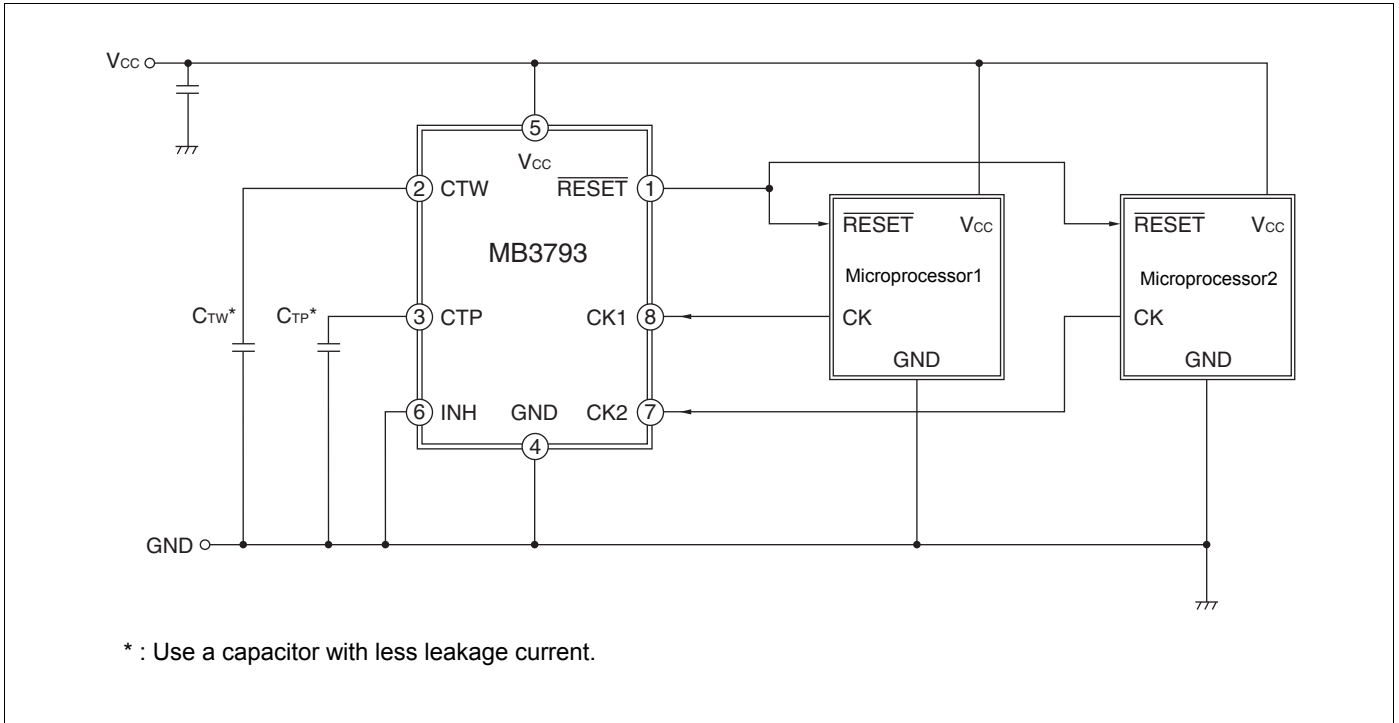 VCC
5
VCC
2 CTW
RESET 1
RESET VCC
RESET VCC
MB3793
Microprocessor1
Microprocessor2
CTW*
CTP*
3 CTP
CK1 8
CK
CK
GND
GND
6 INH
GND
CK2 7
4
GND
* : Use a capacitor with less leakage current.